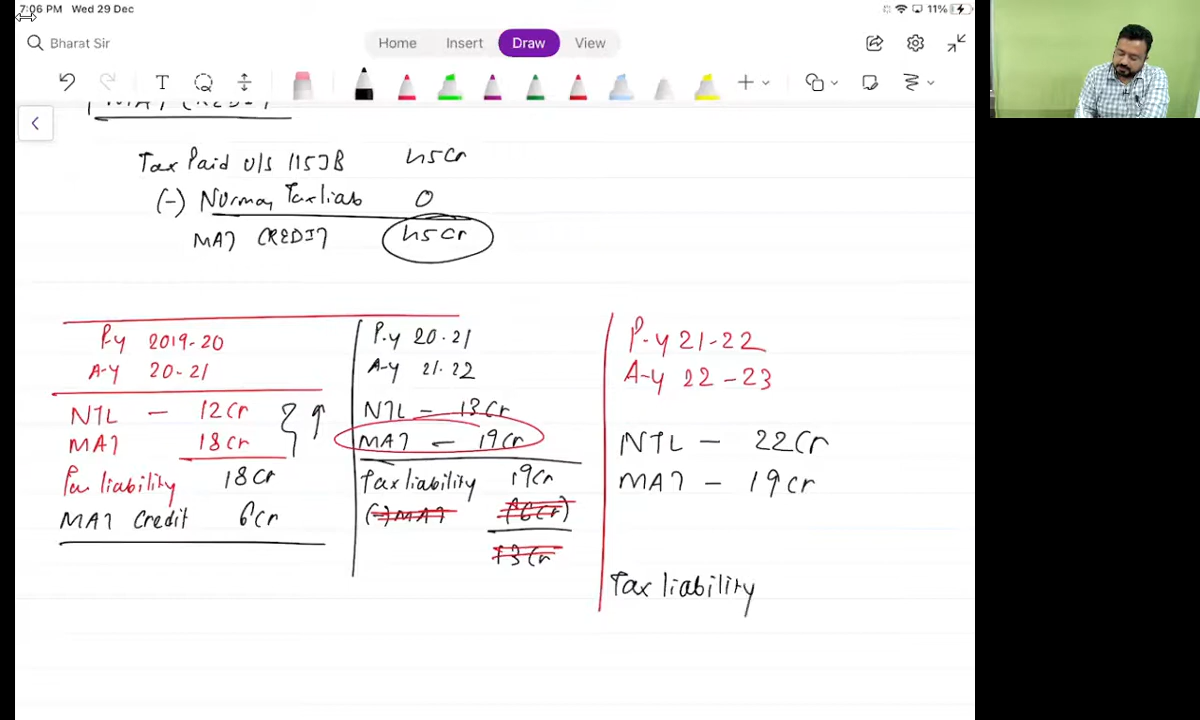 7:06 PM Wed 29 Dec
11%
Bharat Sir
Home Insert Draw View
MAT CREDIT
Tax Paid U/S 115JB 45Cr
(-) Normal Tax liab 0
MAT CREDIT 45Cr
P.y 2019-20
A-y 20-21
NTL - 12Cr
MAT 18Cr
Tax liability 18Cr
MAT Credit 6Cr
P.y 20-21
A-y 21-22
NTL - 13Cr
MAT - 19Cr
Tax liability 19Cr
(-) MAT (6Cr)
13Cr
P-y 21-22
A-y 22-23
NTL - 22Cr
MAT - 19Cr
Tax liability